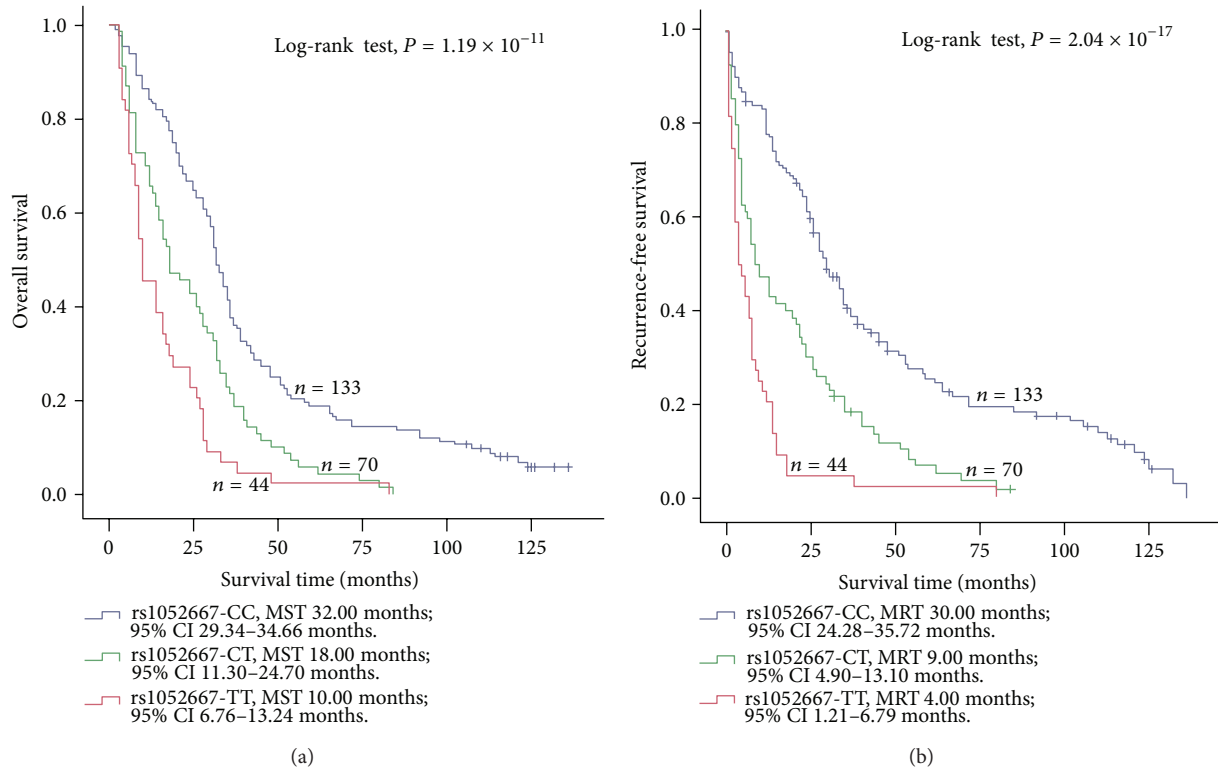 Log-rank test, P = 1.19 × 10⁻¹¹
Overall survival
1.0
0.8
0.6
0.4
0.2
0.0
n = 133
n = 70
n = 44
0 25 50 75 100 125
Survival time (months)
rs1052667-CC, MST 32.00 months;
95% CI 29.34–34.66 months.
rs1052667-CT, MST 18.00 months;
95% CI 11.30–24.70 months.
rs1052667-TT, MST 10.00 months;
95% CI 6.76–13.24 months.
(a)
Log-rank test, P = 2.04 × 10⁻¹⁷
Recurrence-free survival
1.0
0.8
0.6
0.4
0.2
0.0
n = 133
n = 44
n = 70
0 25 50 75 100 125
Survival time (months)
rs1052667-CC, MRT 30.00 months;
95% CI 24.28–35.72 months.
rs1052667-CT, MRT 9.00 months;
95% CI 4.90–13.10 months.
rs1052667-TT, MRT 4.00 months;
95% CI 1.21–6.79 months.
(b)